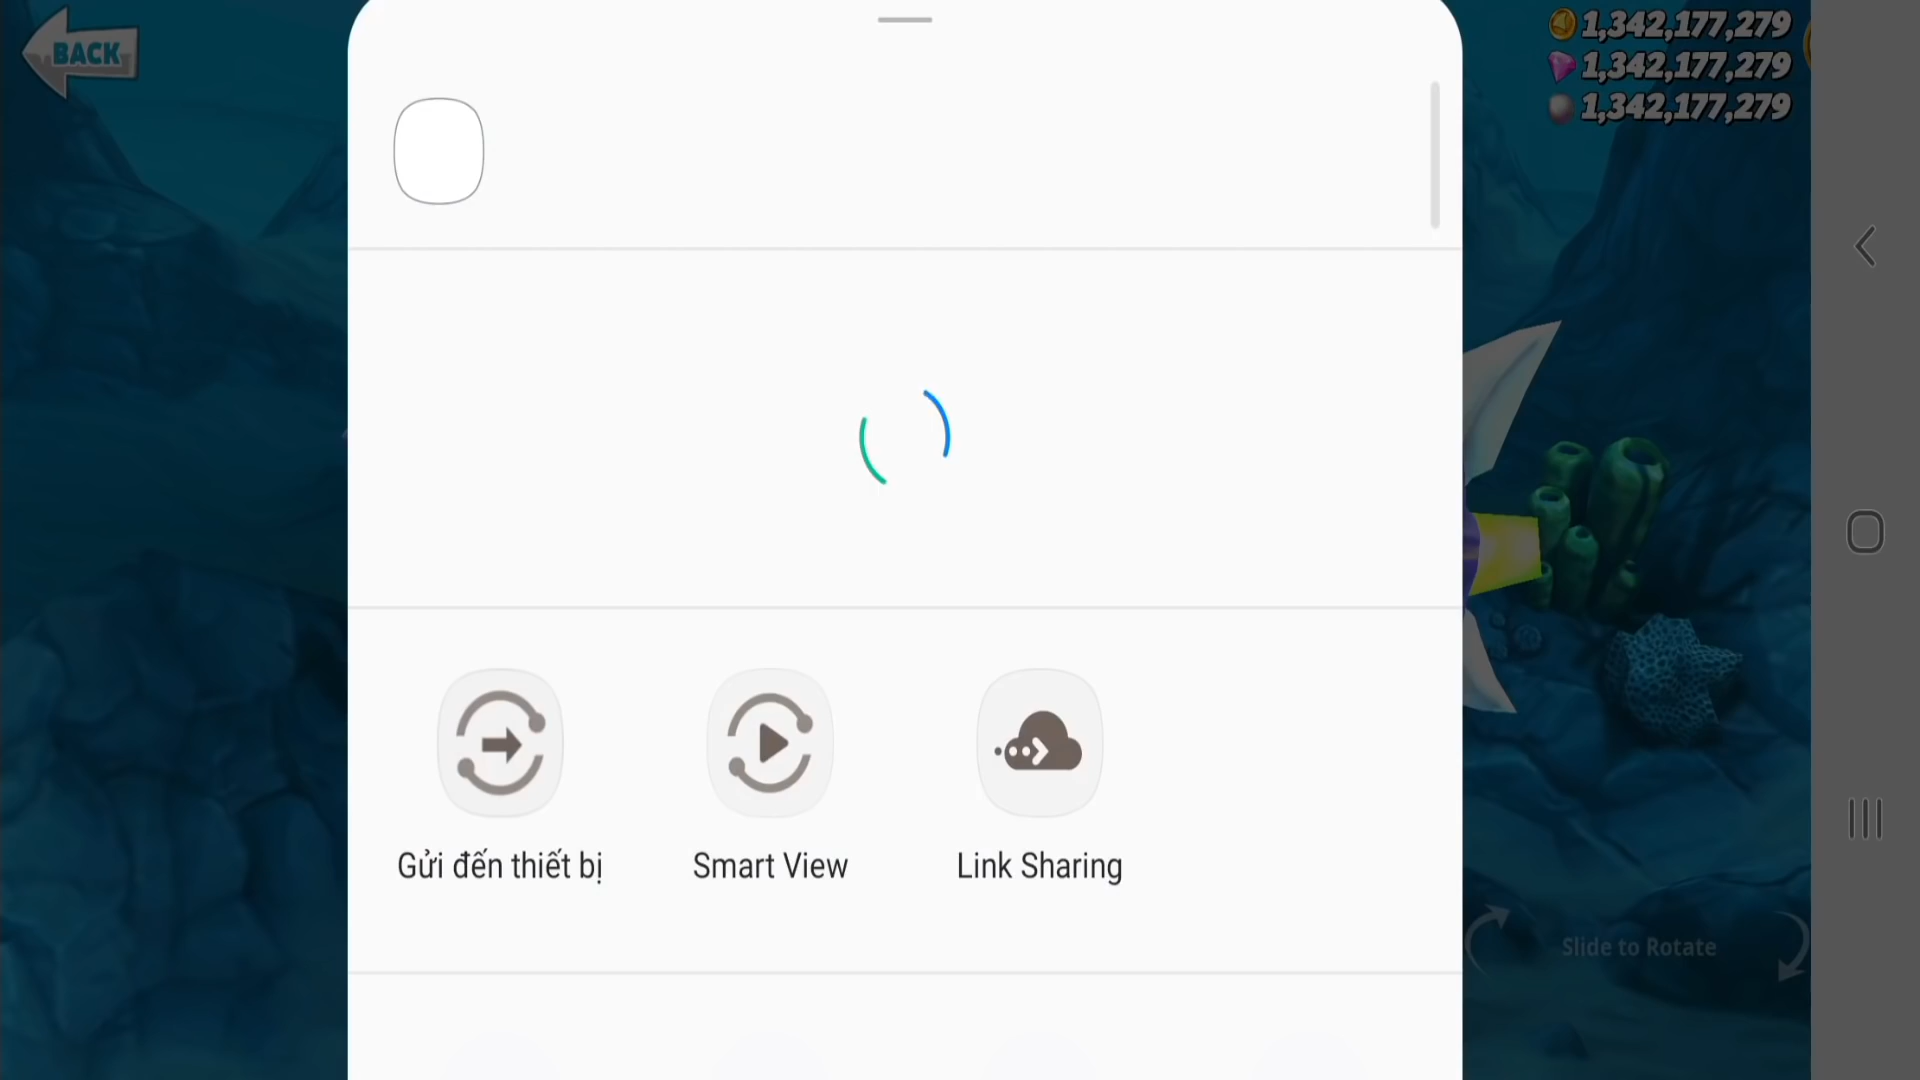 BACK
1,342,177,279
1,342,177,279
1,342,177,279
Gửi đến thiết bị
Smart View
Link Sharing
Slide to Rotate